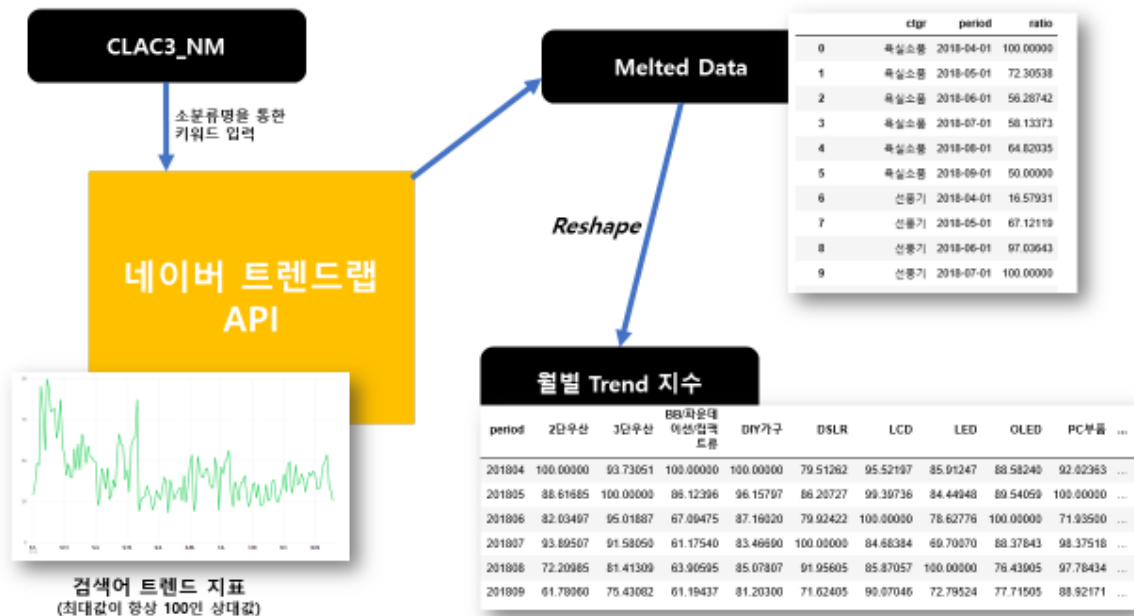 CLAC3_NM
소분류명을 통한
키워드 입력
네이버 트렌드랩
API
검색어 트렌드 지표
(최대값이 항상 100인 상대값)
Melted Data
ctgr period ratio
0 욕실소품 2018-04-01 100.00000
1 욕실소품 2018-05-01 72.30538
2 욕실소품 2018-06-01 56.28742
3 욕실소품 2018-07-01 58.13373
4 욕실소품 2018-08-01 64.82035
5 욕실소품 2018-09-01 50.00000
6 선풍기 2018-04-01 16.57931
7 선풍기 2018-05-01 67.12119
8 선풍기 2018-06-01 97.03643
9 선풍기 2018-07-01 100.00000
Reshape
월별 Trend 지수
period 2단우산 3단우산 BB/파운데
이션/컴팩
트류 DIY가구 DSLR LCD LED OLED PC부품 ...
201804 100.00000 93.73051 100.00000 100.00000 79.51262 95.52197 85.91247 88.58240 92.02363 ...
201805 88.61685 100.00000 86.12396 96.15797 86.20727 99.39736 84.44948 89.54059 100.00000 ...
201806 82.03497 95.01887 67.09475 87.16020 79.92422 100.00000 78.62776 100.00000 71.93500 ...
201807 93.89507 91.58050 61.17540 83.46690 100.00000 84.68384 69.70070 88.37843 98.37518 ...
201808 72.20985 81.41309 63.90595 85.07807 91.95605 85.87057 100.00000 76.43905 97.78434 ...
201809 61.78060 75.43082 61.19437 81.20300 71.62405 90.07046 72.79524 77.71505 88.92171 ...